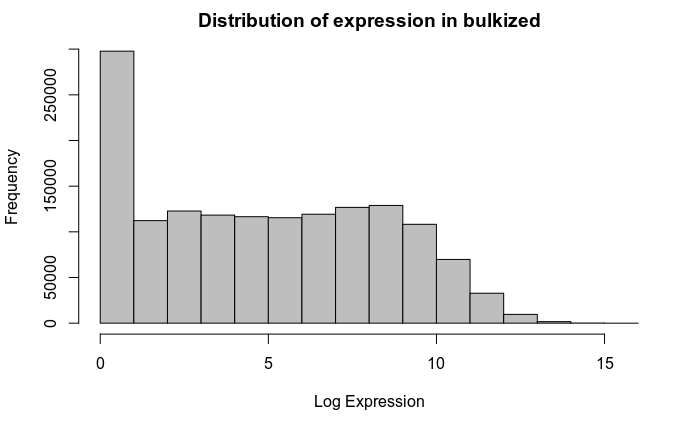 Distribution of expression in bulkized
Frequency
250000
150000
50000
0
0 5 10 15
Log Expression